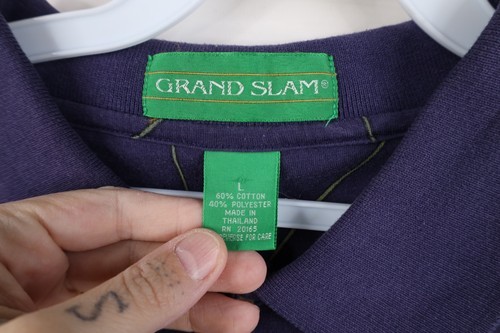 GRAND SLAM®
L
60% COTTON
40% POLYESTER
MADE IN
THAILAND
RN 20165
REVERSE FOR CARE